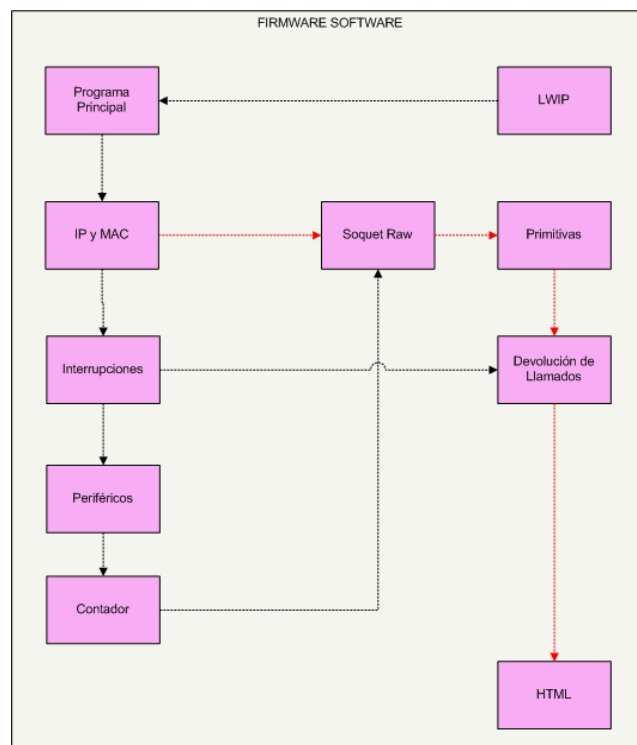 FIRMWARE SOFTWARE
Programa
Principal
LWIP
IP y MAC
Soquet Raw
Primitivas
Interrupciones
Devolución de
Llamados
Periféricos
Contador
HTML